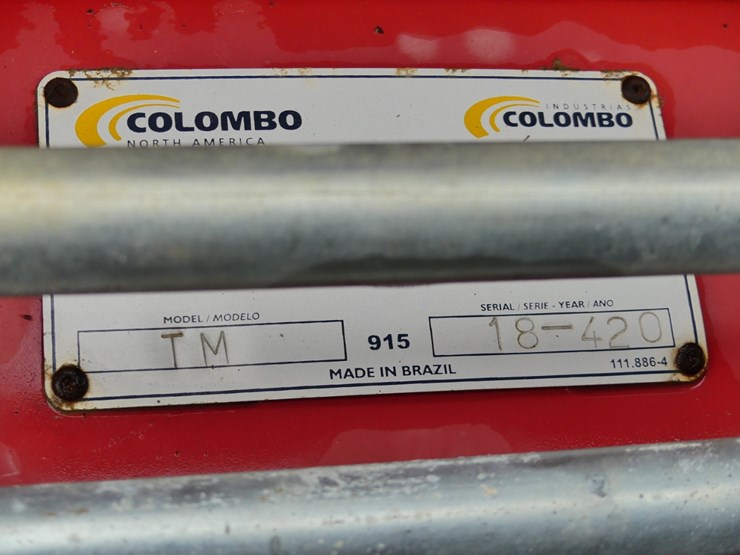 COLOMBO
NORTH AMERICA
INDUSTRIAS
COLOMBO
MODEL / MODELO
TM
915
SERIAL / SERIE - YEAR / ANO
18-420
MADE IN BRAZIL
111.886-4